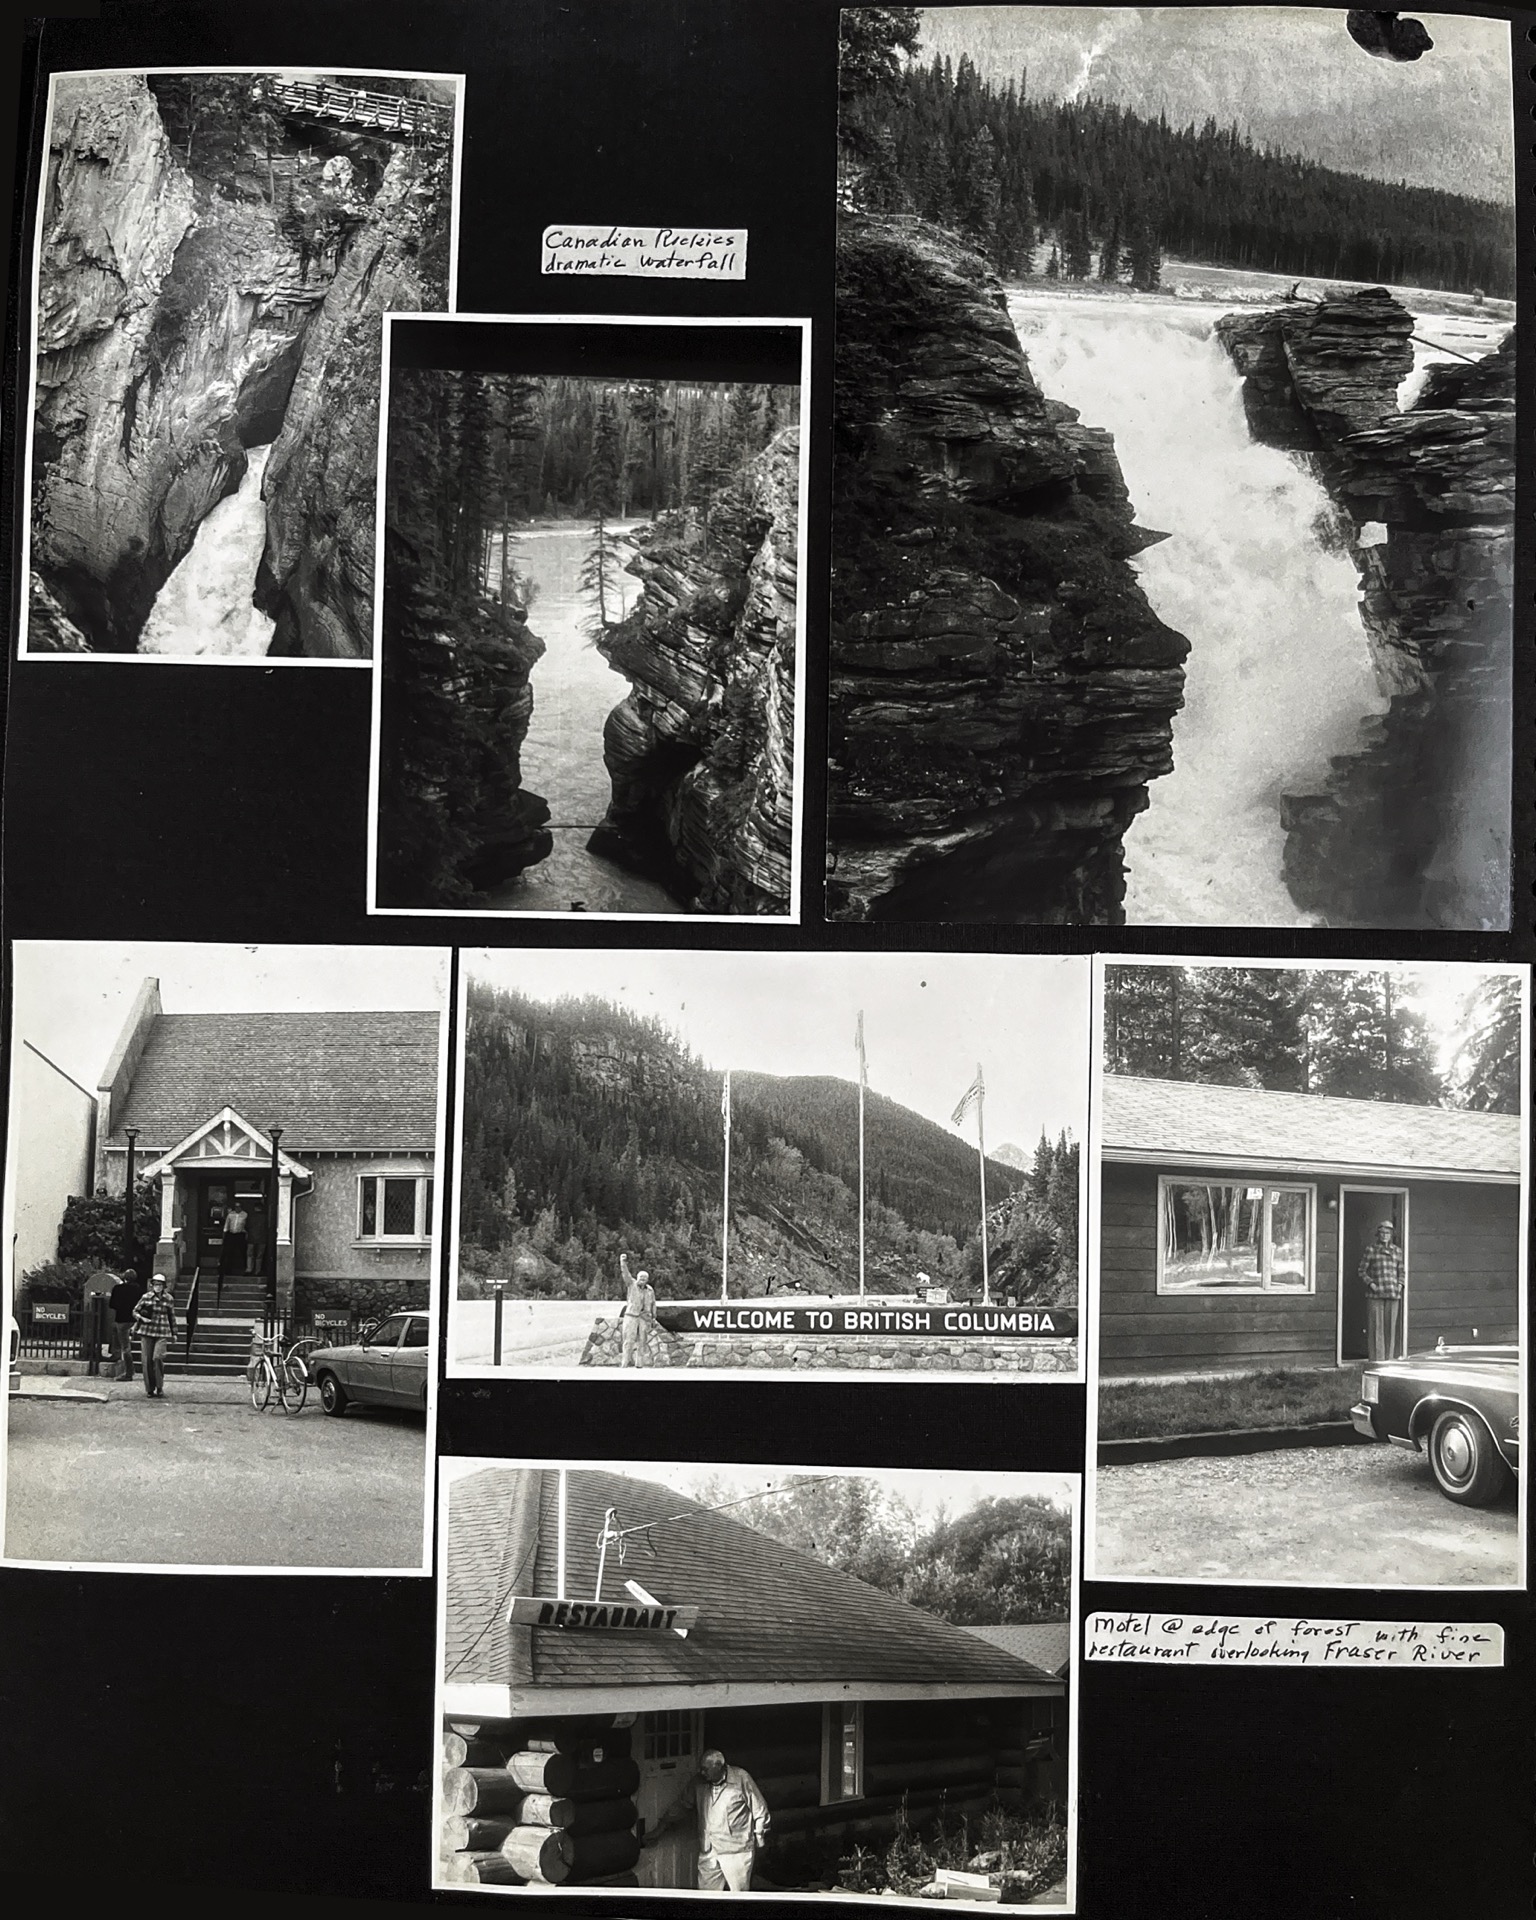 Canadian Rockies
dramatic waterfall
NO
BICYCLES
NO
BICYCLES
WELCOME TO BRITISH COLUMBIA
RESTAURANT
Motel @ edge of forest with fine
restaurant overlooking Fraser River